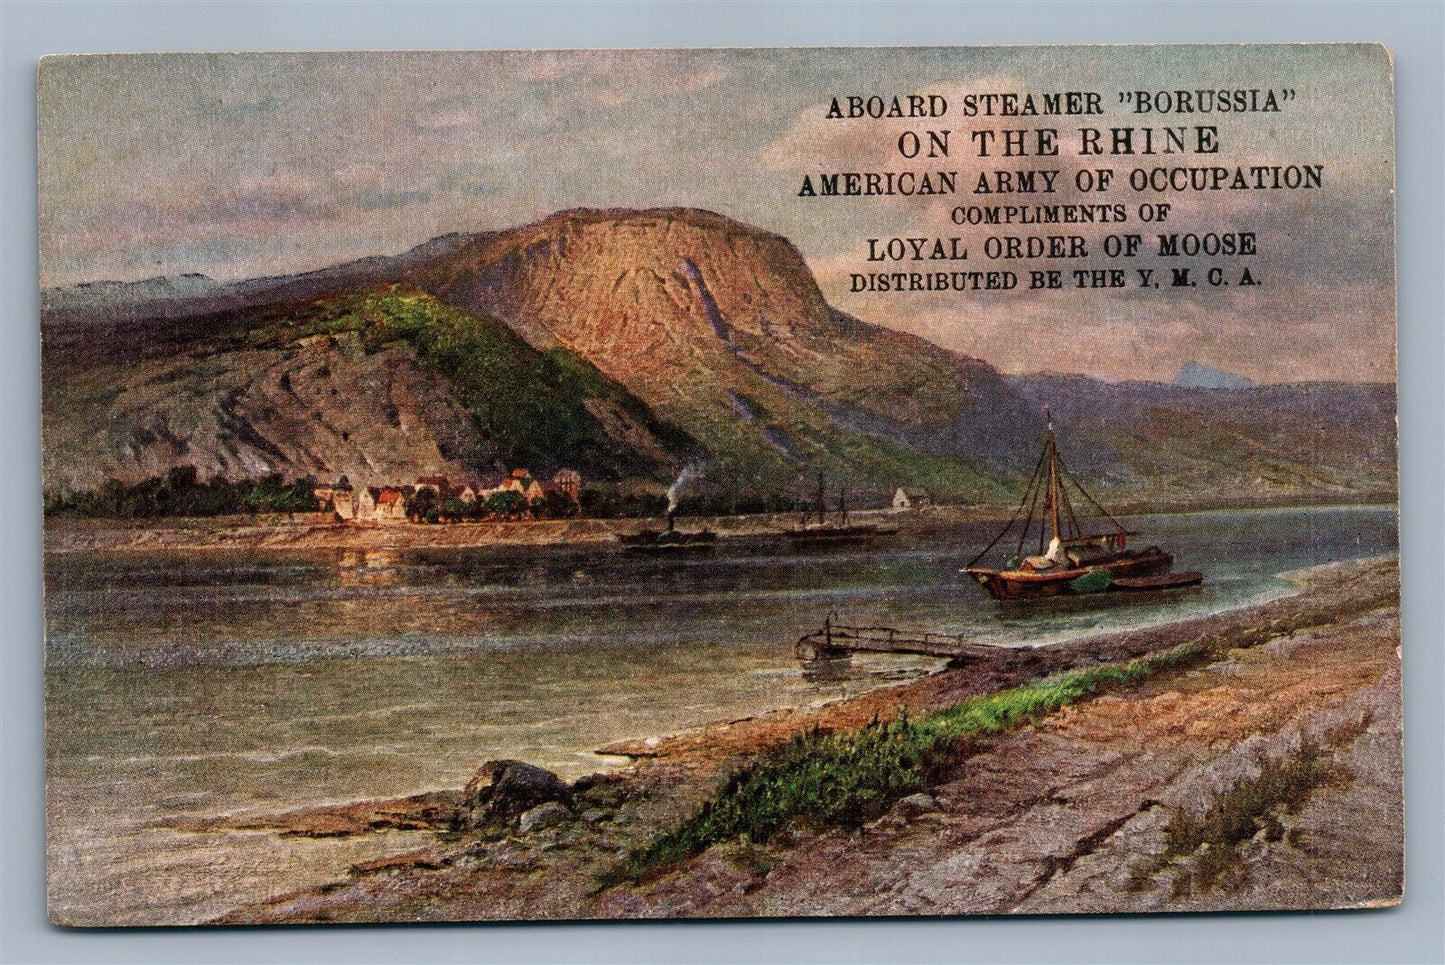 ABOARD STEAMER "BORUSSIA"
ON THE RHINE
AMERICAN ARMY OF OCCUPATION
COMPLIMENTS OF
LOYAL ORDER OF MOOSE
DISTRIBUTED BE THE Y. M. C. A.